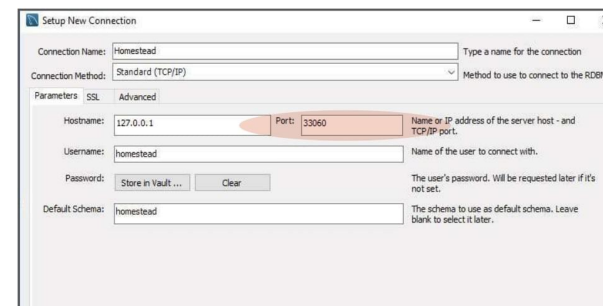 Setup New Connection
Connection Name: Homestead Type a name for the connection
Connection Method: Standard (TCP/IP) Method to use to connect to the
Parameters SSL Advanced
Hostname: 127.0.0.1 Port: 33060 Name or IP address of the server host - and
TCP/IP port.
Username: homestead Name of the user to connect with.
Password: Store in Vault ... Clear The user's password. Will be requested later if it's
not set.
Default Schema: homestead The schema to use as default schema. Leave
blank to select it later.